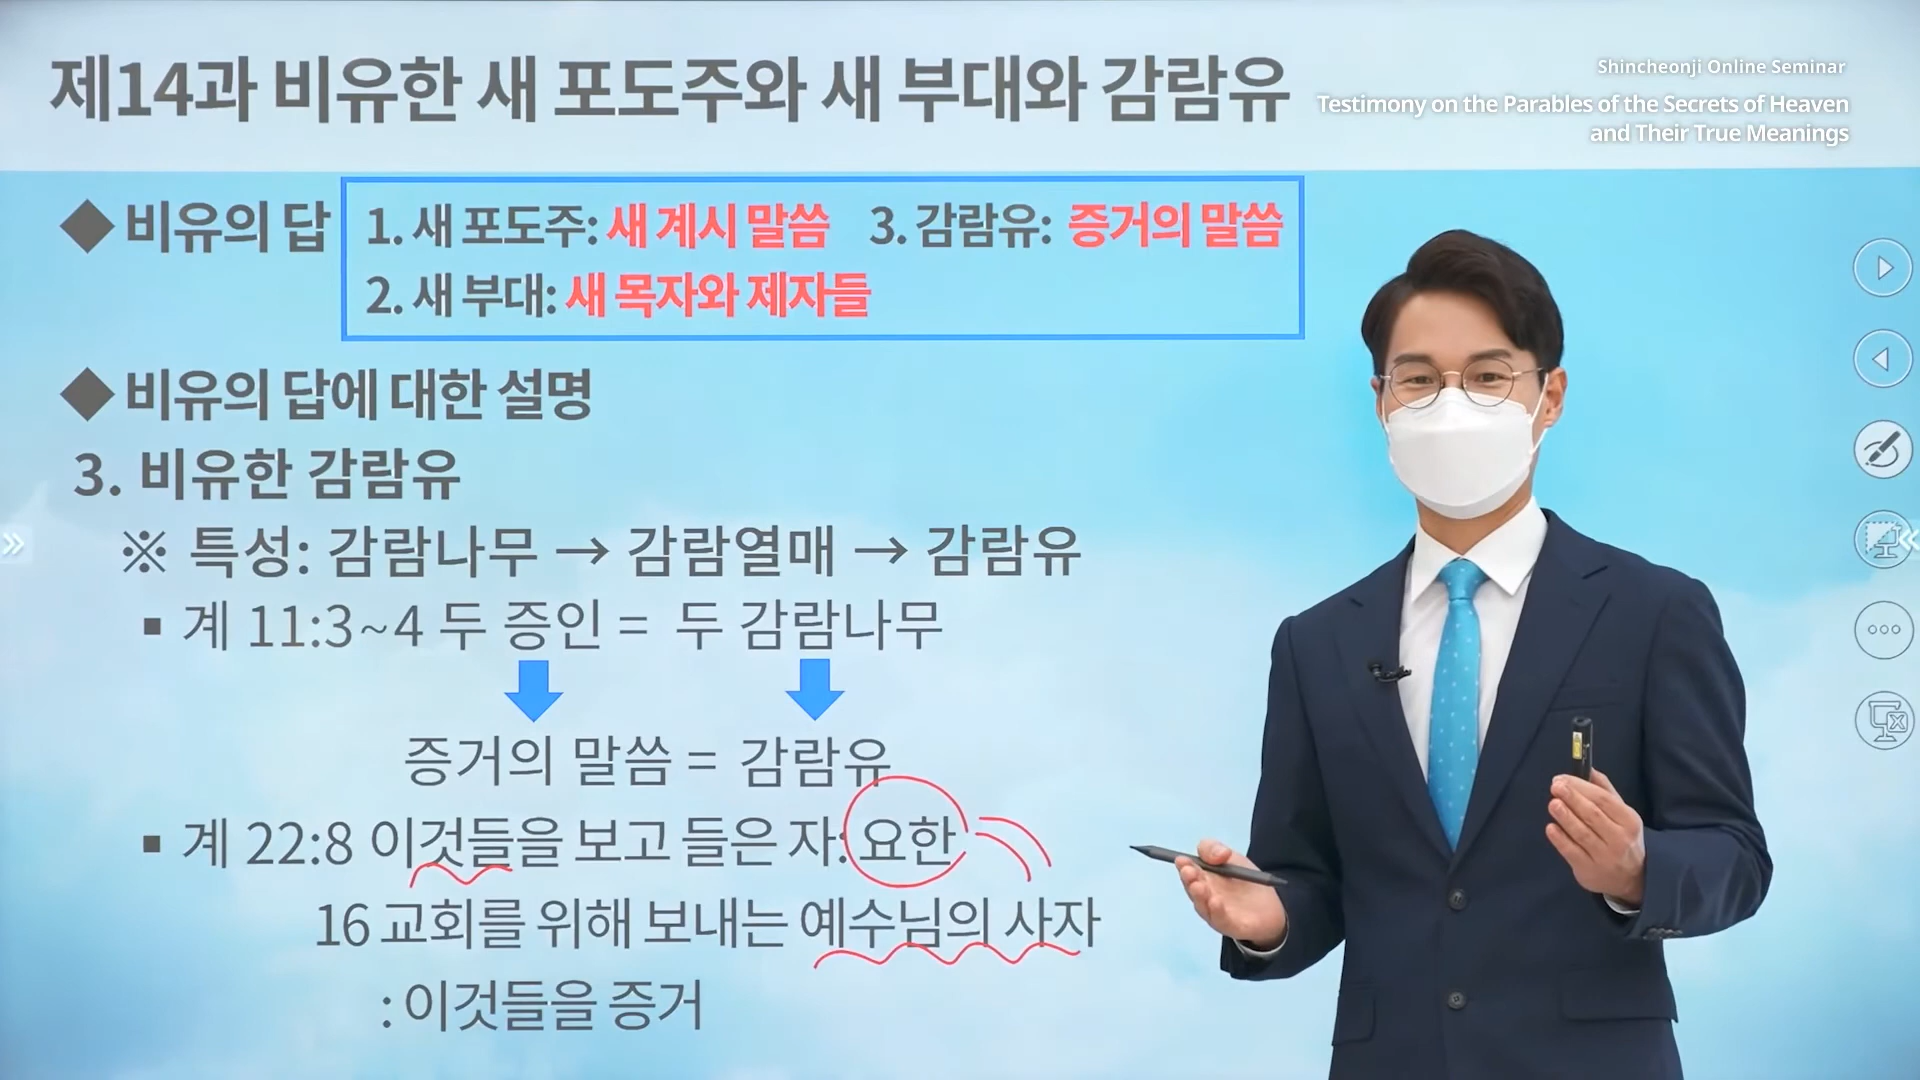 제14과 비유한 새 포도주와 새 부대와 감람유
Shincheonji Online Seminar
Testimony on the Parables of the Secrets of Heaven
and Their True Meanings
◆ 비유의 답
1. 새 포도주: 새 계시 말씀 3. 감람유: 증거의 말씀
2. 새 부대: 새 목자와 제자들
◆ 비유의 답에 대한 설명
3. 비유한 감람유
※ 특성: 감람나무 → 감람열매 → 감람유
▪ 계 11:3~4 두 증인 = 두 감람나무
증거의 말씀 = 감람유
▪ 계 22:8 이것들을 보고 들은 자: 요한
16 교회를 위해 보내는 예수님의 사자
: 이것들을 증거